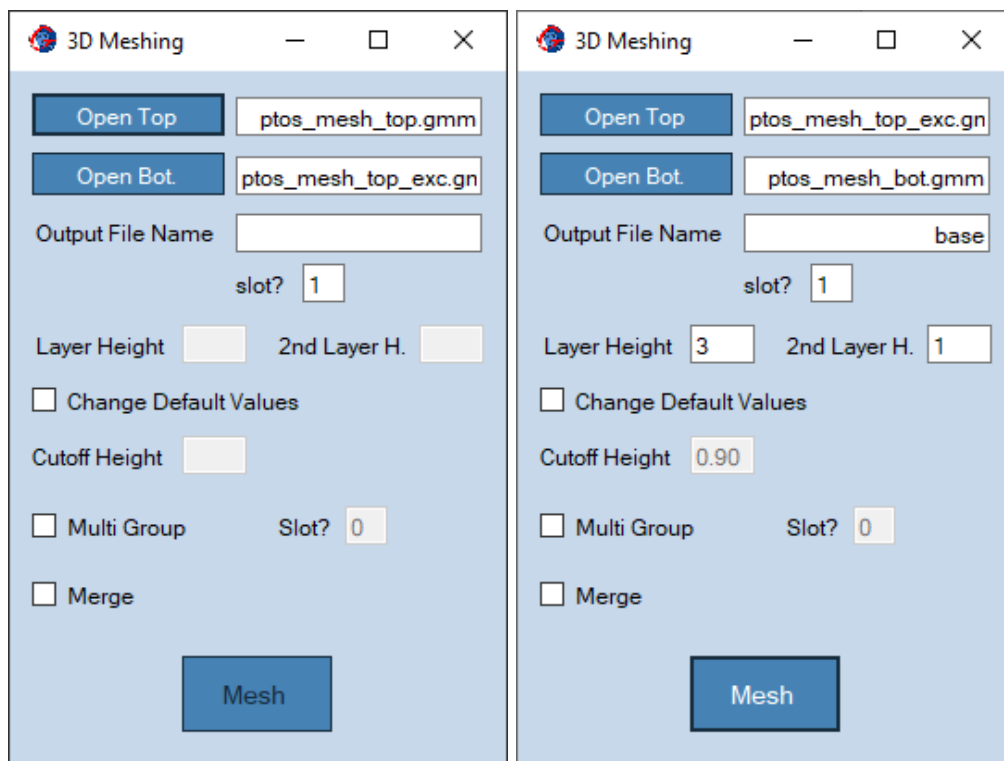 3D Meshing
Open Top ptos_mesh_top.gmm
Open Bot. ptos_mesh_top_exc.gn
Output File Name
slot? 1
Layer Height 2nd Layer H.
Change Default Values
Cutoff Height
Multi Group Slot? 0
Merge
Mesh
3D Meshing
Open Top ptos_mesh_top_exc.gn
Open Bot. ptos_mesh_bot.gmm
Output File Name base
slot? 1
Layer Height 3 2nd Layer H. 1
Change Default Values
Cutoff Height 0.90
Multi Group Slot? 0
Merge
Mesh